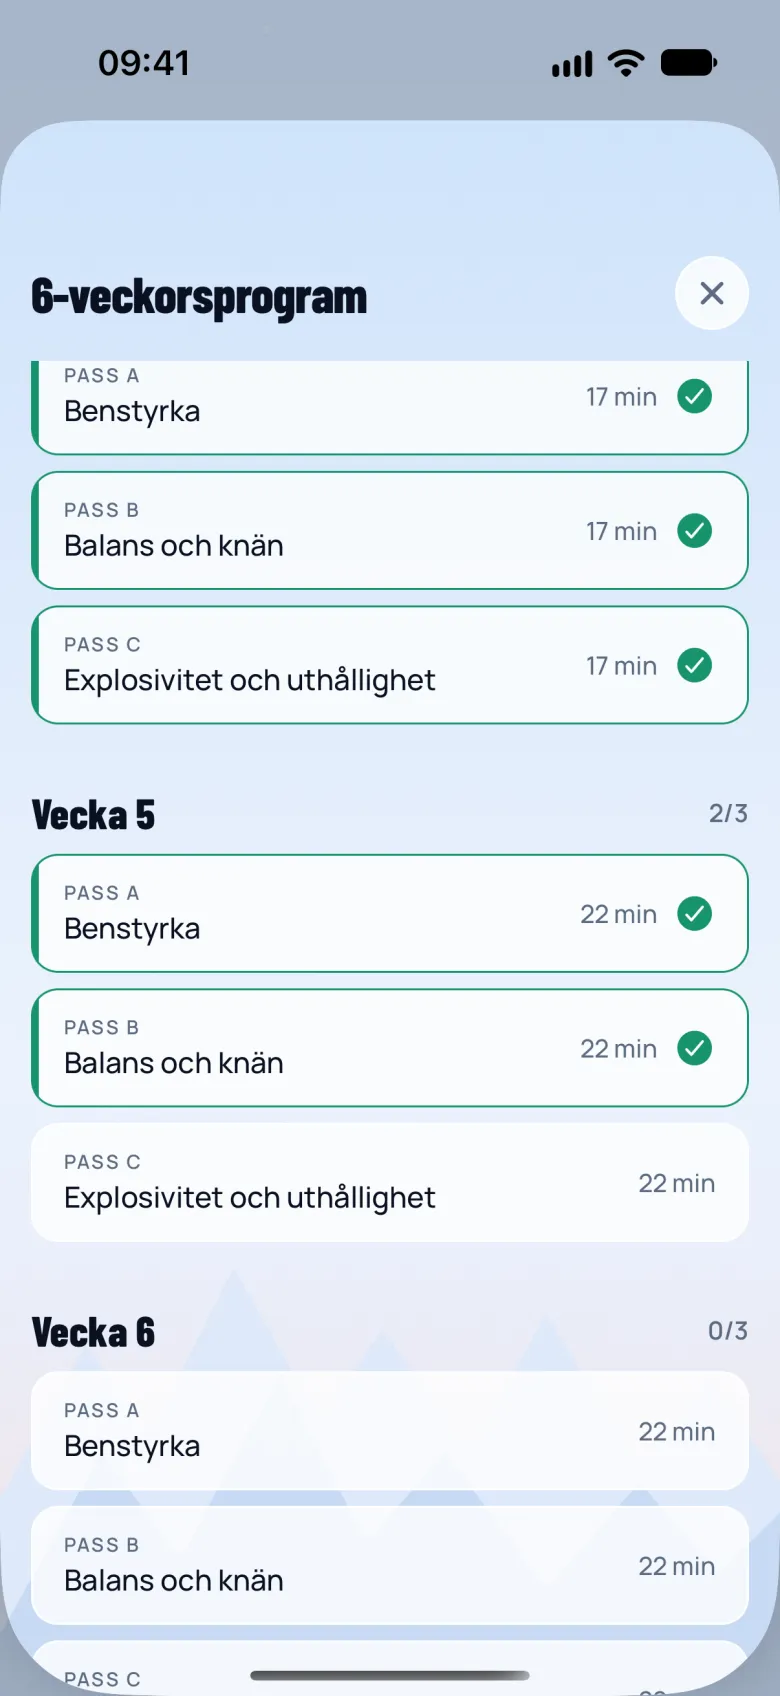 09:41
6-veckorsprogram
PASS A
Benstyrka
17 min
PASS B
Balans och knän
17 min
PASS C
Explosivitet och uthållighet
17 min
Vecka 5
2/3
PASS A
Benstyrka
22 min
PASS B
Balans och knän
22 min
PASS C
Explosivitet och uthållighet
22 min
Vecka 6
0/3
PASS A
Benstyrka
22 min
PASS B
Balans och knän
22 min
PASS C